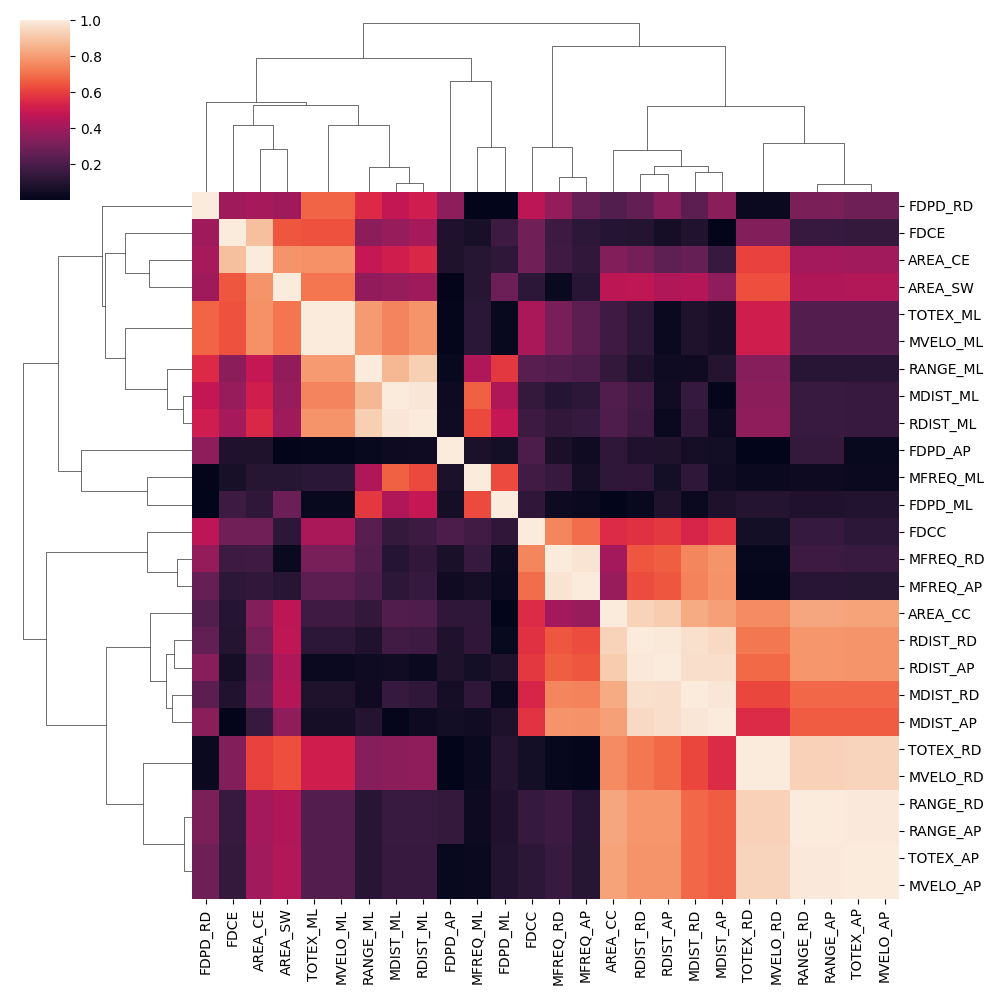 1.0
0.8
0.6
0.4
0.2
FDPD_RD
FDCE
AREA_CE
AREA_SW
TOTEX_ML
MVELO_ML
RANGE_ML
MDIST_ML
RDIST_ML
FDPD_AP
MFREQ_ML
FDPD_ML
FDCC
MFREQ_RD
MFREQ_AP
AREA_CC
RDIST_RD
RDIST_AP
MDIST_RD
MDIST_AP
TOTEX_RD
MVELO_RD
RANGE_RD
RANGE_AP
TOTEX_AP
MVELO_AP
FDPD_RD
FDCE
AREA_CE
AREA_SW
TOTEX_ML
MVELO_ML
RANGE_ML
MDIST_ML
RDIST_ML
FDPD_AP
MFREQ_ML
FDPD_ML
FDCC
MFREQ_RD
MFREQ_AP
AREA_CC
RDIST_RD
RDIST_AP
MDIST_RD
MDIST_AP
TOTEX_RD
MVELO_RD
RANGE_RD
RANGE_AP
TOTEX_AP
MVELO_AP